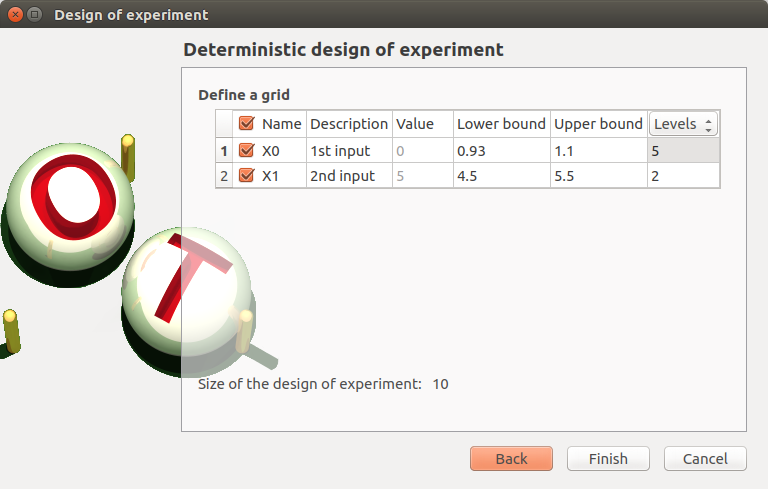 Design of experiment
Deterministic design of experiment
Define a grid
Name Description Value Lower bound Upper bound Levels
1 X0 1st input 0 0.93 1.1 5
2 X1 2nd input 5 4.5 5.5 2
O
T
Size of the design of experiment: 10
Back Finish Cancel